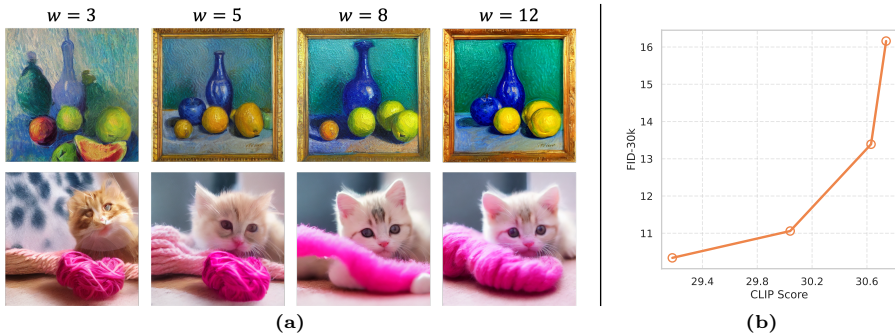 w = 3
w = 5
w = 8
w = 12
16
15
14
13
12
11
FID-30k
29.4
29.8
30.2
30.6
CLIP Score
(a)
(b)